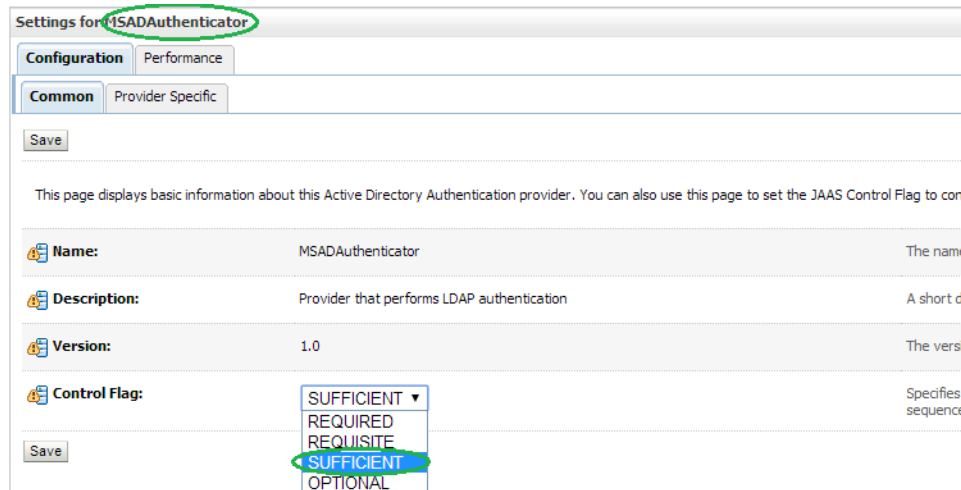 Settings for MSADAuthenticator
Configuration Performance
Common Provider Specific
Save
This page displays basic information about this Active Directory Authentication provider. You can also use this page to set the JAAS Control Flag to con
Name: MSADAuthenticator The name
Description: Provider that performs LDAP authentication A short d
Version: 1.0 The versi
Control Flag: SUFFICIENT Specifies
sequence
REQUIRED
REQUISITE
Save
SUFFICIENT
OPTIONAL